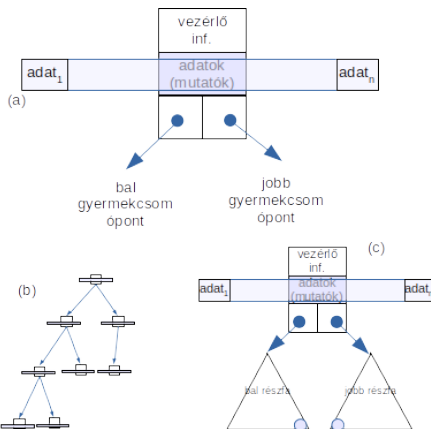 vezérlő
inf.
adat1 adatok adatn
(mutatók)
(a)
bal
gyermekcsom
ópont
jobb
gyermekcsom
ópont
(b)
(c)
vezérlő
inf.
adat1 adatok adatn
(mutatók)
bal részfa jobb részfa